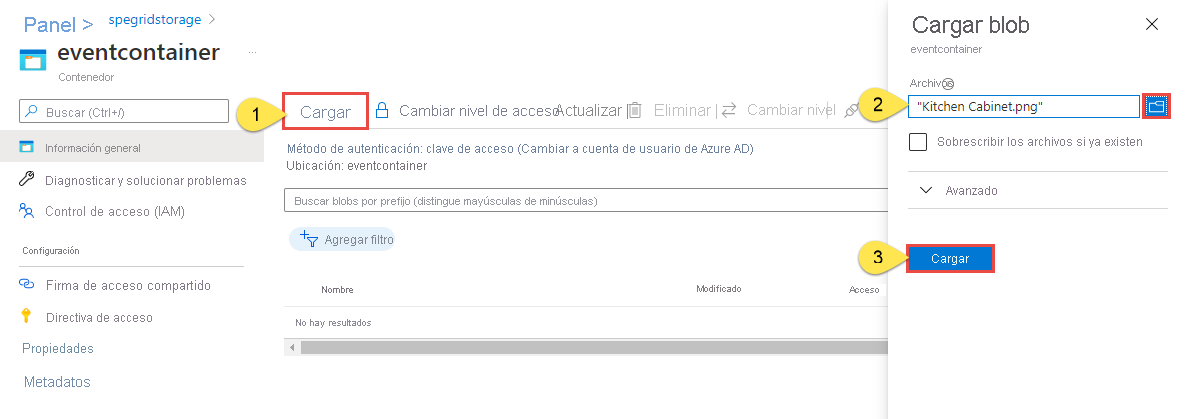 Panel > spegridstorage >
eventcontainer ...
Contenedor
Buscar (Ctrl+/)
Información general
Diagnosticar y solucionar problemas
Control de acceso (IAM)
Configuración
Firma de acceso compartido
Directiva de acceso
Propiedades
Metadatos
1
Cargar Cambiar nivel de acceso Actualizar | Eliminar | Cambiar nivel
Método de autenticación: clave de acceso (Cambiar a cuenta de usuario de Azure AD)
Ubicación: eventcontainer
Buscar blobs por prefijo (distingue mayúsculas de minúsculas)
Agregar filtro
Nombre Modificado Acceso
No hay resultados
Cargar blob
eventcontainer
Archivos
2
"Kitchen Cabinet.png"
Sobrescribir los archivos si ya existen
Avanzado
3
Cargar